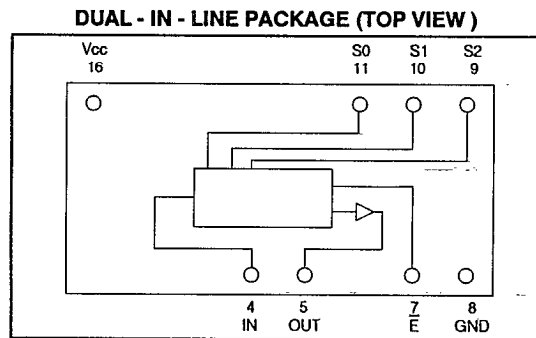 DUAL - IN - LINE PACKAGE (TOP VIEW )
Vcc S0 S1 S2
16 11 10 9
4 5 7 8
IN OUT E̅ GND